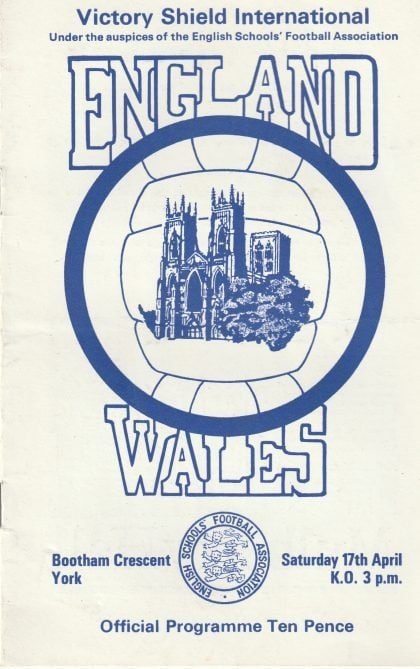 Victory Shield International
Under the auspices of the English Schools' Football Association
ENGLAND
WALES
Bootham Crescent
York
ENGLISH SCHOOLS' FOOTBALL ASSOCIATION
Saturday 17th April
K.O. 3 p.m.
Official Programme Ten Pence